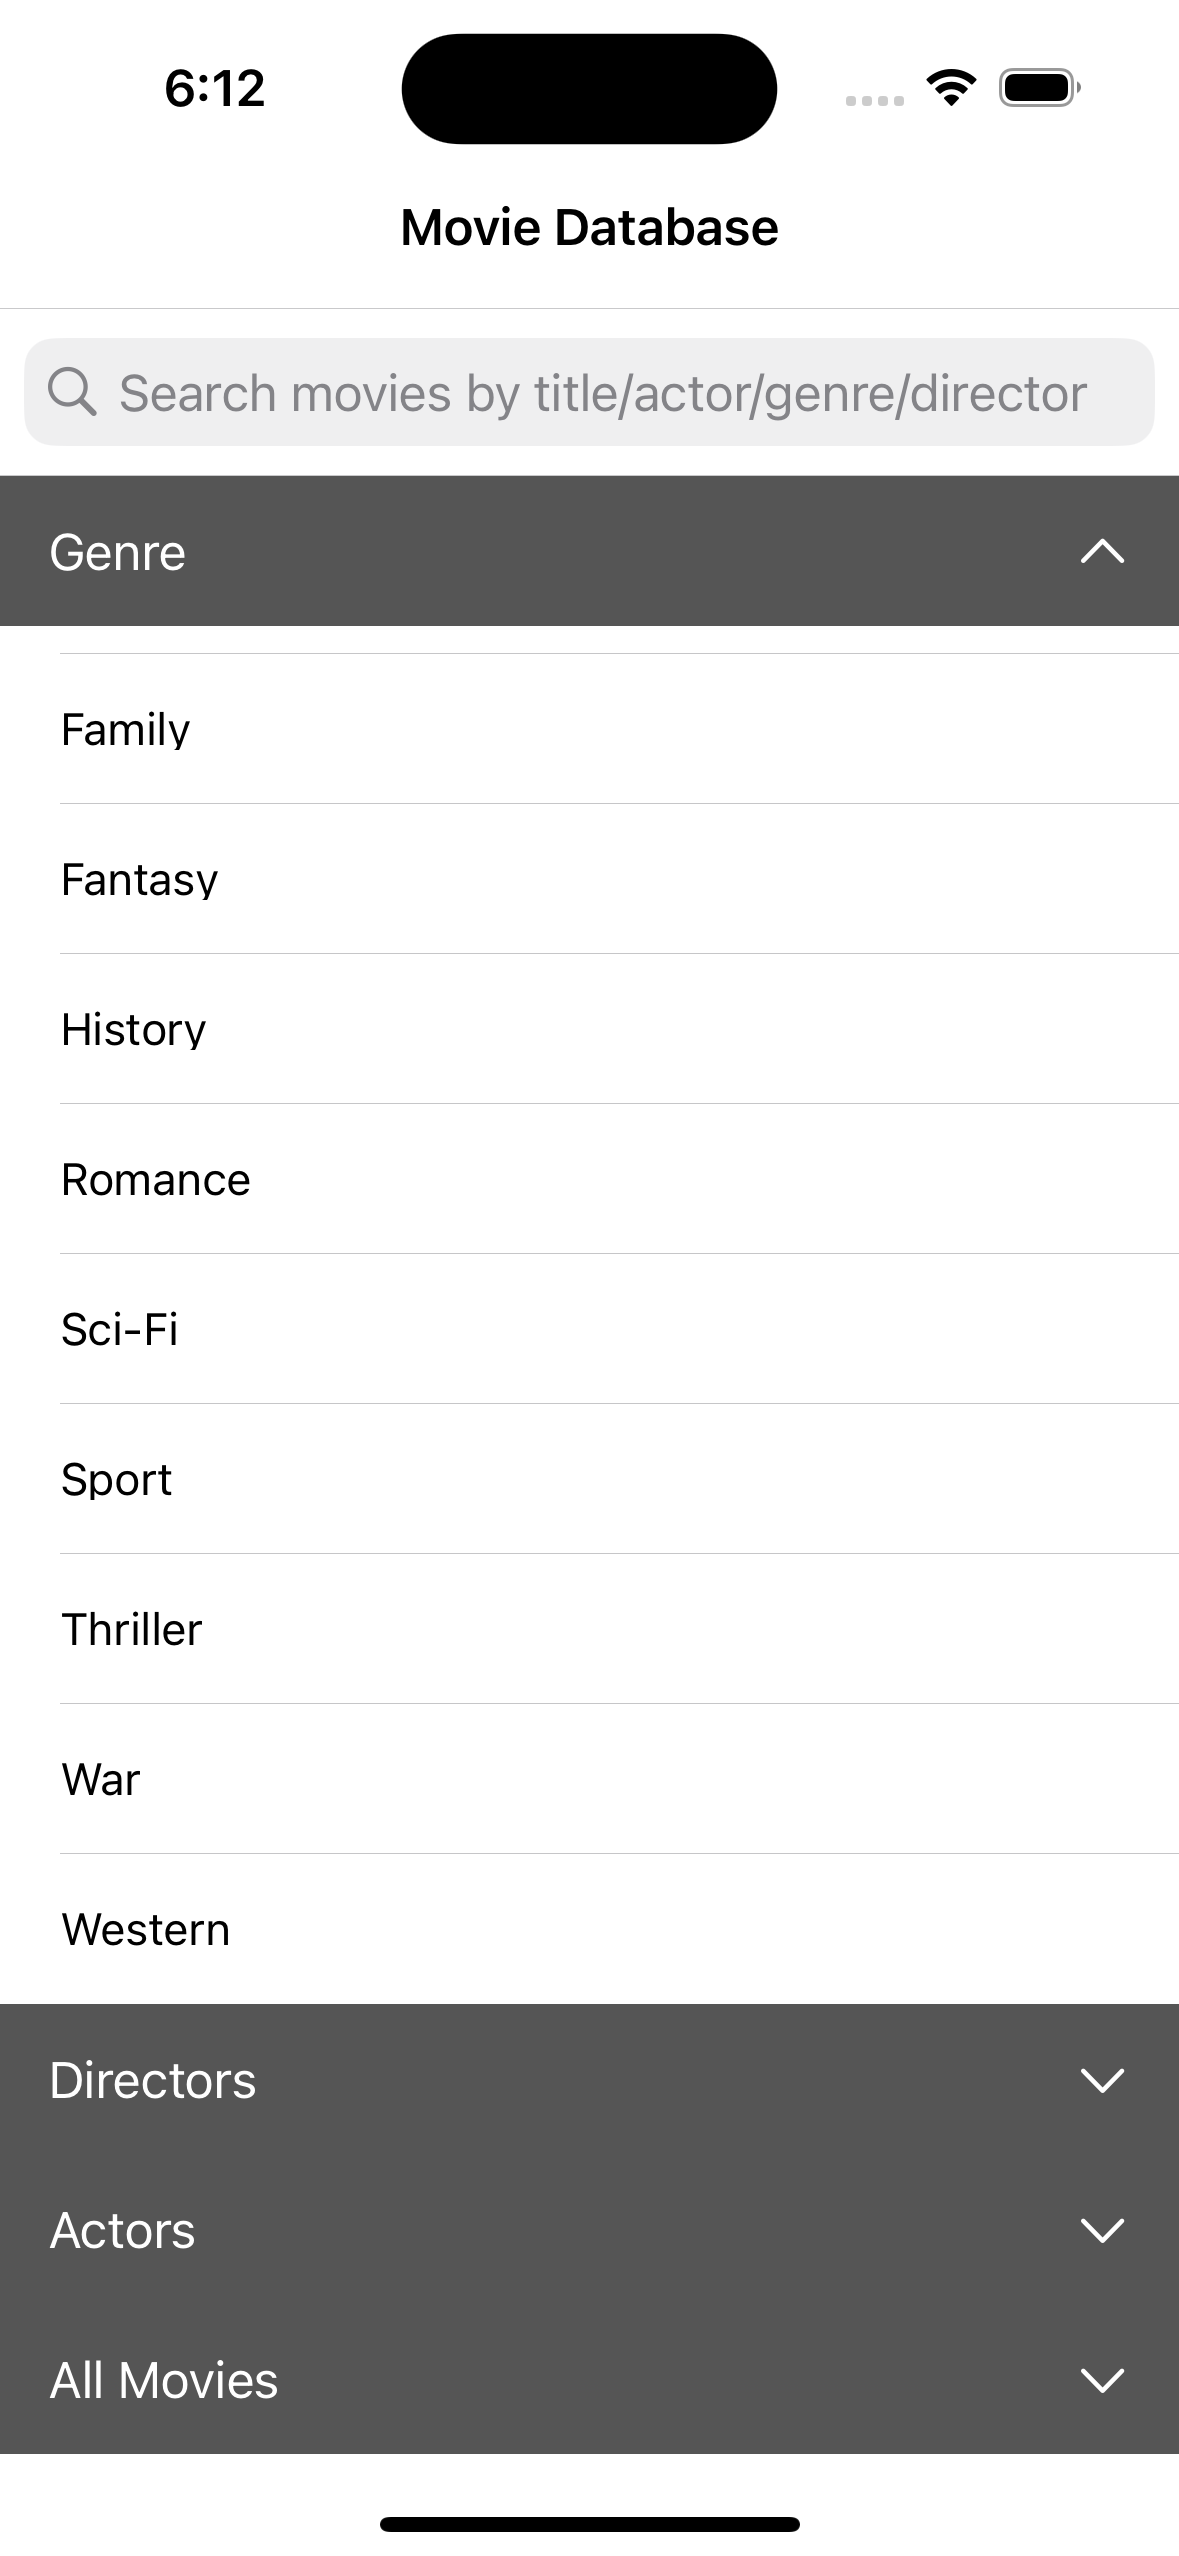 6:12
Movie Database
Search movies by title/actor/genre/director
Genre
Family
Fantasy
History
Romance
Sci-Fi
Sport
Thriller
War
Western
Directors
Actors
All Movies